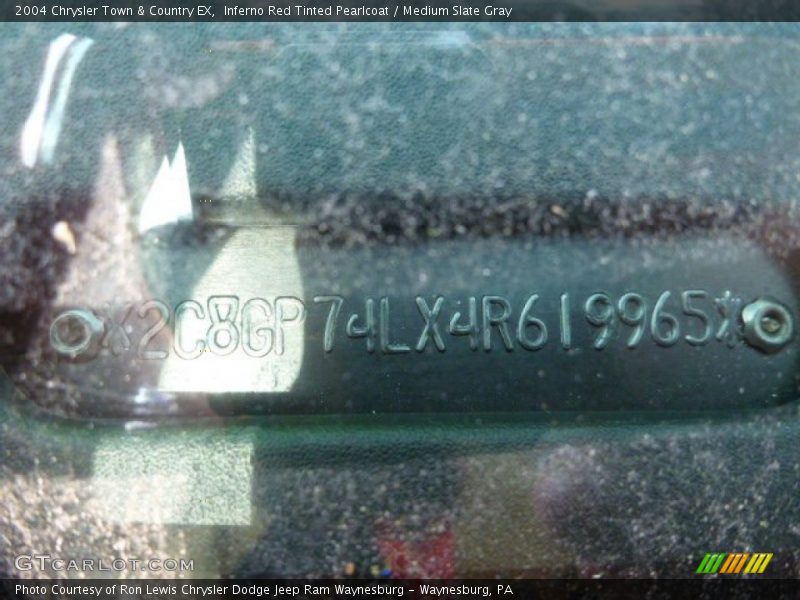 2004 Chrysler Town & Country EX, Inferno Red Tinted Pearlcoat / Medium Slate Gray
*2C8GP74LX4R619965*
GTCARLOT.COM
Photo Courtesy of Ron Lewis Chrysler Dodge Jeep Ram Waynesburg – Waynesburg, PA